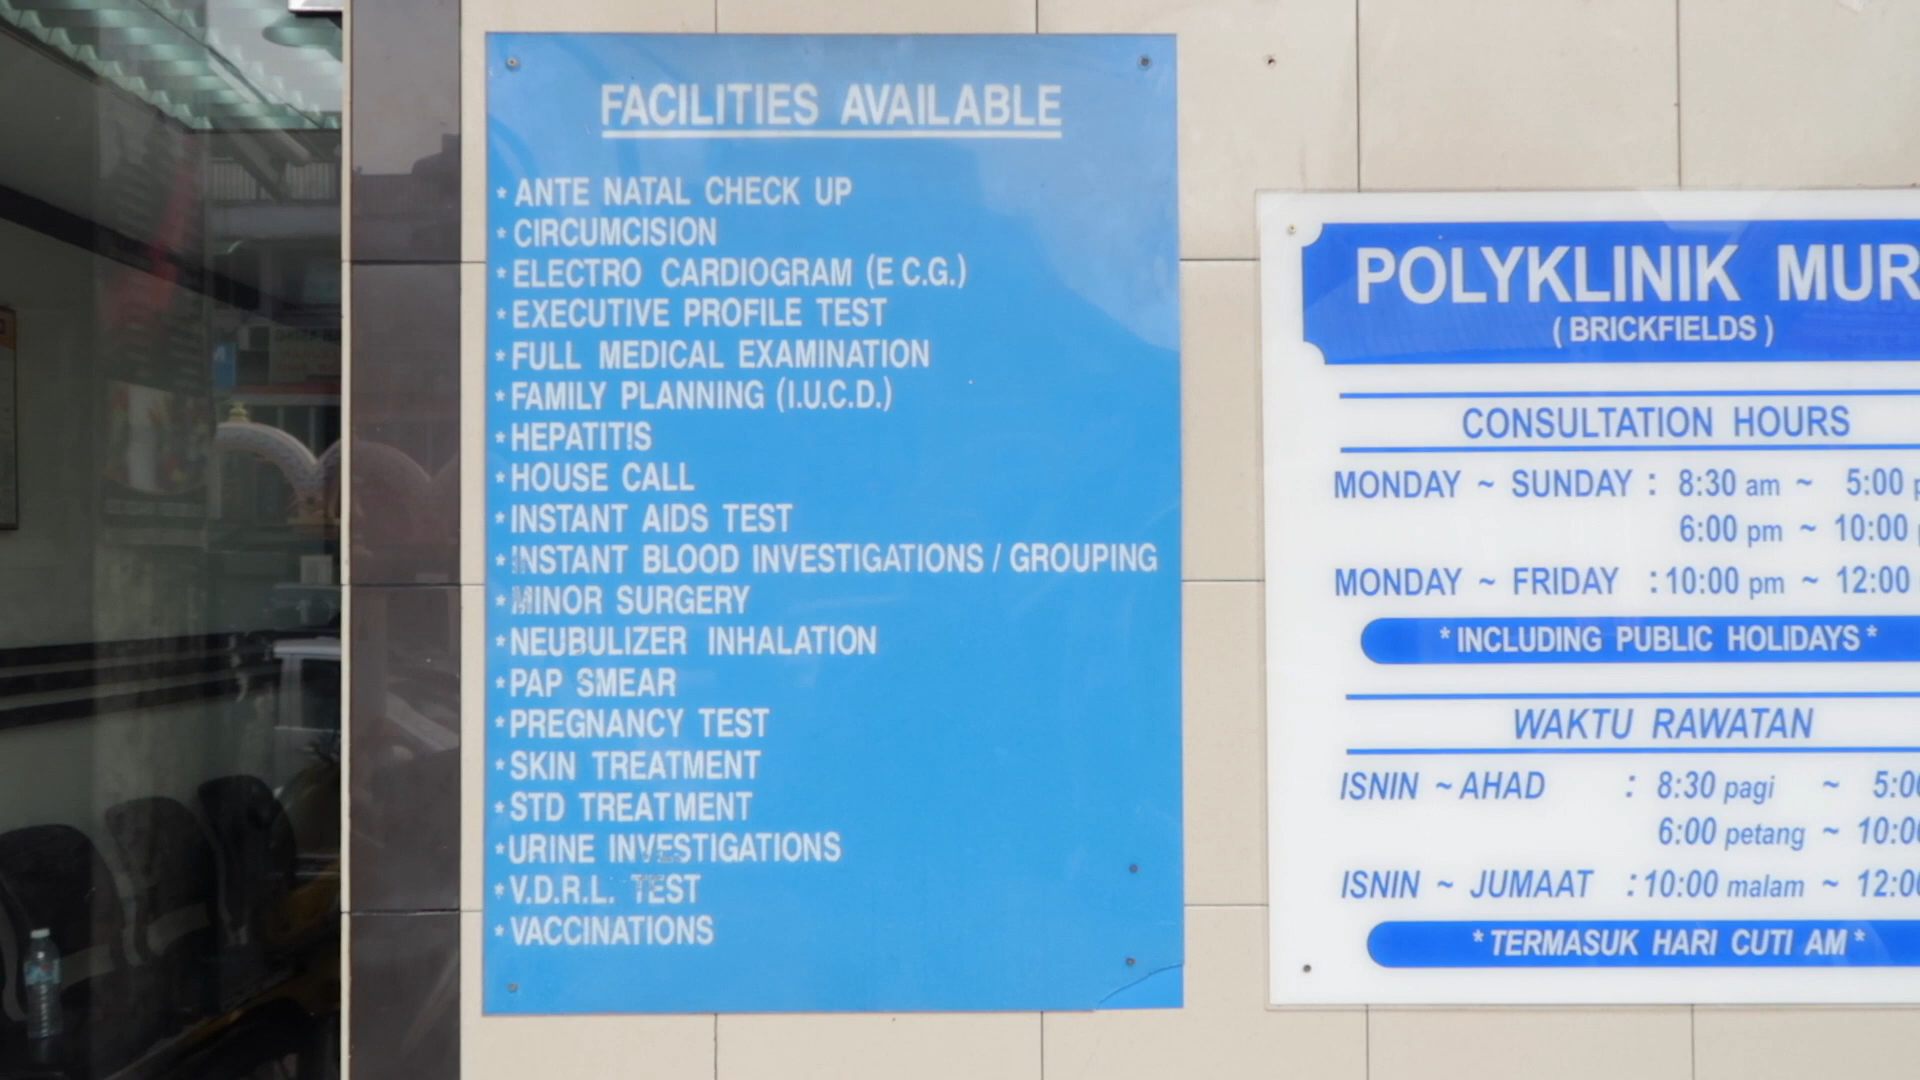 FACILITIES AVAILABLE
* ANTE NATAL CHECK UP
* CIRCUMCISION
* ELECTRO CARDIOGRAM (E C.G.)
* EXECUTIVE PROFILE TEST
* FULL MEDICAL EXAMINATION
* FAMILY PLANNING (I.U.C.D.)
* HEPATITIS
* HOUSE CALL
* INSTANT AIDS TEST
* INSTANT BLOOD INVESTIGATIONS / GROUPING
* MINOR SURGERY
* NEUBULIZER INHALATION
* PAP SMEAR
* PREGNANCY TEST
* SKIN TREATMENT
* STD TREATMENT
* URINE INVESTIGATIONS
* V.D.R.L. TEST
* VACCINATIONS
POLYKLINIK MUR
( BRICKFIELDS )
CONSULTATION HOURS
MONDAY ~ SUNDAY : 8:30 am ~ 5:00
6:00 pm ~ 10:00
MONDAY ~ FRIDAY : 10:00 pm ~ 12:00
* INCLUDING PUBLIC HOLIDAYS *
WAKTU RAWATAN
ISNIN ~ AHAD : 8:30 pagi ~ 5:00
6:00 petang ~ 10:00
ISNIN ~ JUMAAT : 10:00 malam ~ 12:00
* TERMASUK HARI CUTI AM *